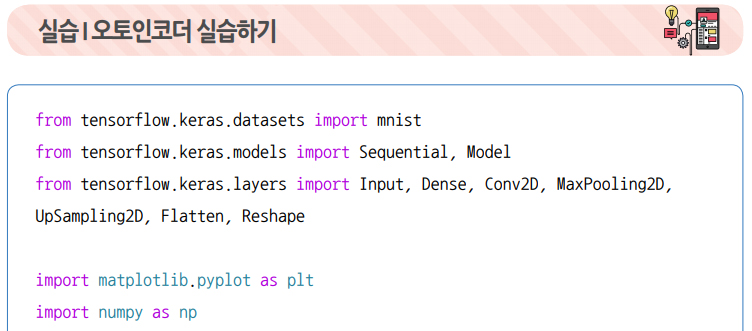 실습 | 오토인코더 실습하기
from tensorflow.keras.datasets import mnist
from tensorflow.keras.models import Sequential, Model
from tensorflow.keras.layers import Input, Dense, Conv2D, MaxPooling2D,
UpSampling2D, Flatten, Reshape
import matplotlib.pyplot as plt
import numpy as np